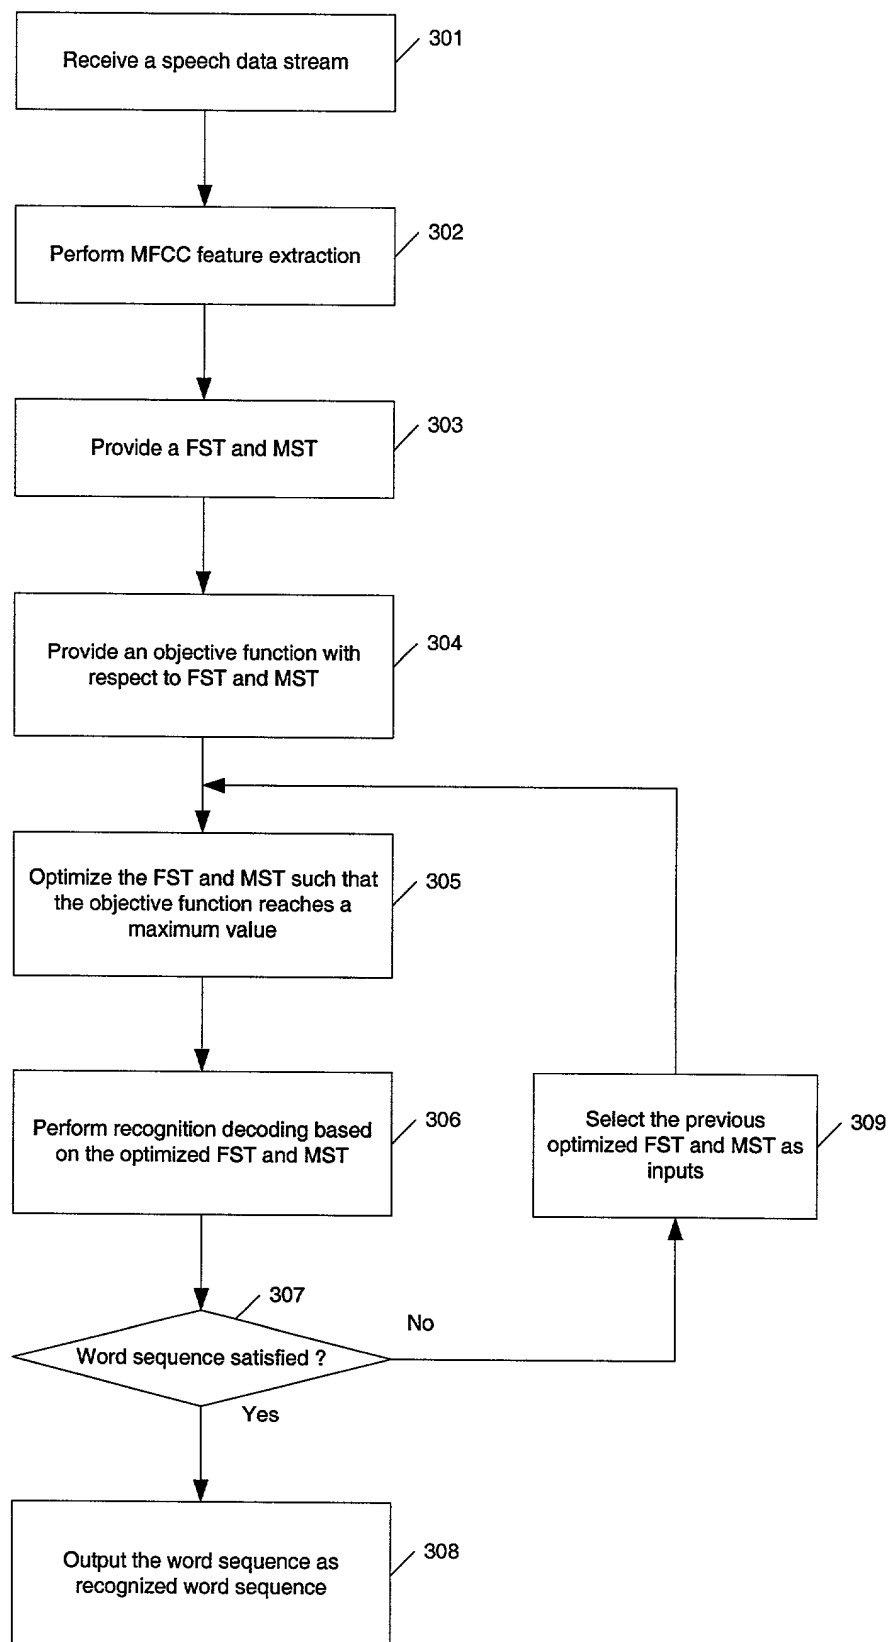 Receive a speech data stream
301
Perform MFCC feature extraction
302
Provide a FST and MST
303
Provide an objective function with
respect to FST and MST
304
Optimize the FST and MST such that
the objective function reaches a
maximum value
305
Perform recognition decoding based
on the optimized FST and MST
306
Select the previous
optimized FST and MST as
inputs
309
307
Word sequence satisfied ?
No
Yes
Output the word sequence as
recognized word sequence
308